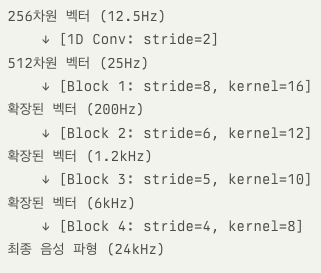 256차원 벡터 (12.5Hz)
↓ [1D Conv: stride=2]
512차원 벡터 (25Hz)
↓ [Block 1: stride=8, kernel=16]
확장된 벡터 (200Hz)
↓ [Block 2: stride=6, kernel=12]
확장된 벡터 (1.2kHz)
↓ [Block 3: stride=5, kernel=10]
확장된 벡터 (6kHz)
↓ [Block 4: stride=4, kernel=8]
최종 음성 파형 (24kHz)